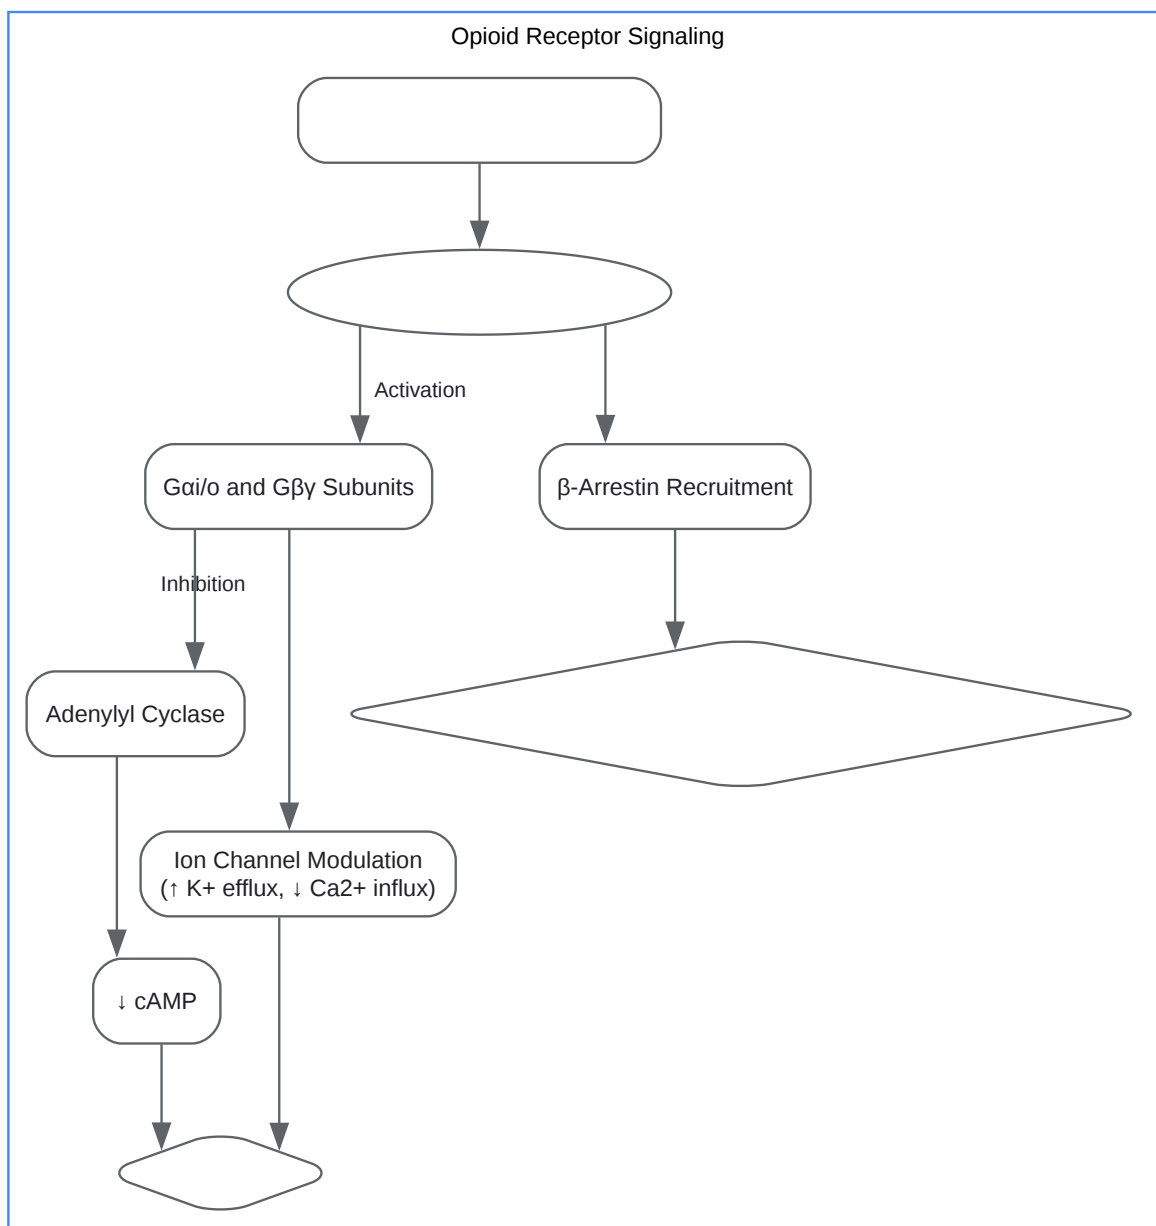 Opioid Receptor Signaling
Activation
Gαi/o and Gβγ Subunits
β-Arrestin Recruitment
Inhibition
Adenylyl Cyclase
Ion Channel Modulation
(↑ K+ efflux, ↓ Ca2+ influx)
↓ cAMP